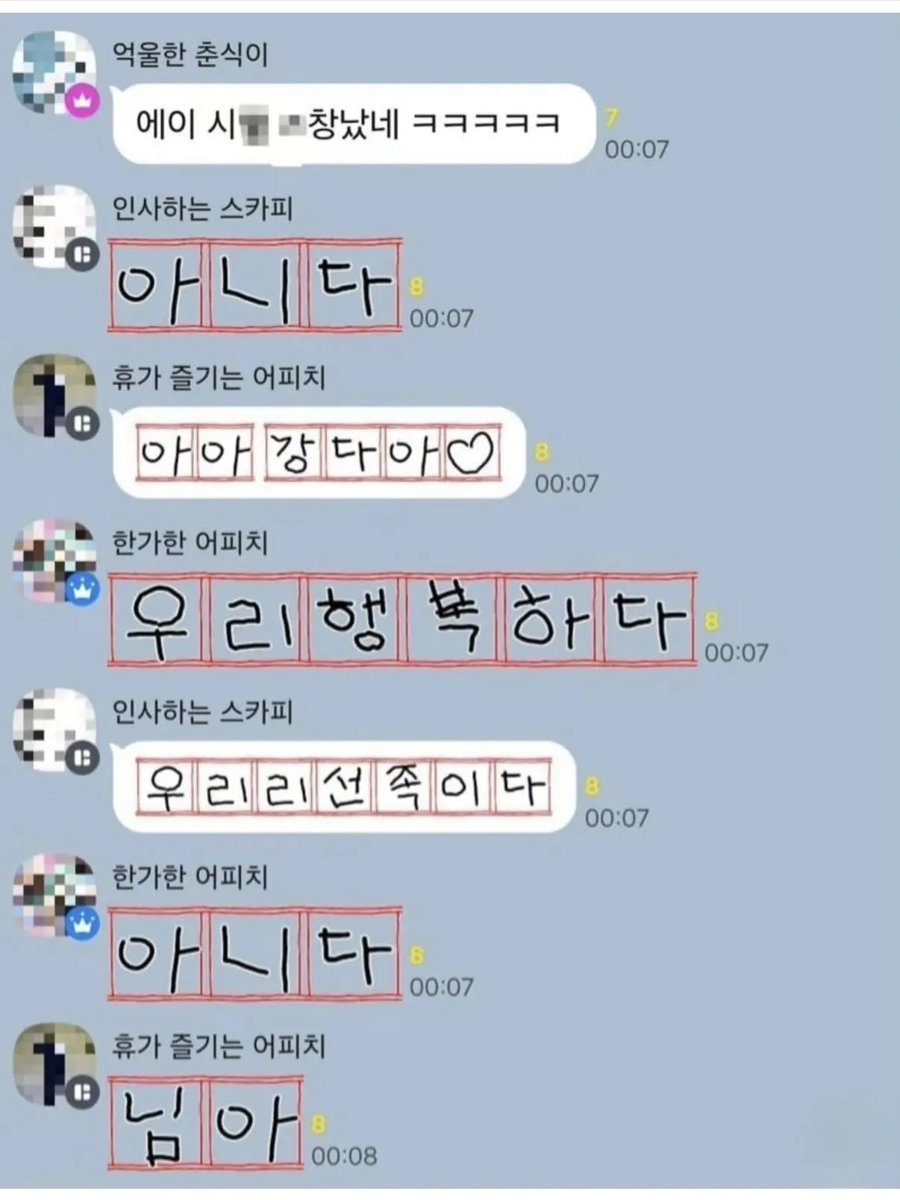 억울한 춘식이
에이 시 창났네 ㅋㅋㅋㅋㅋ
7
00:07
인사하는 스카피
아니다
8
00:07
휴가 즐기는 어피치
아아 강다아♡
8
00:07
한가한 어피치
우리행복하다
8
00:07
인사하는 스카피
우리리선족이다
8
00:07
한가한 어피치
아니다
8
00:07
휴가 즐기는 어피치
님아
8
00:08